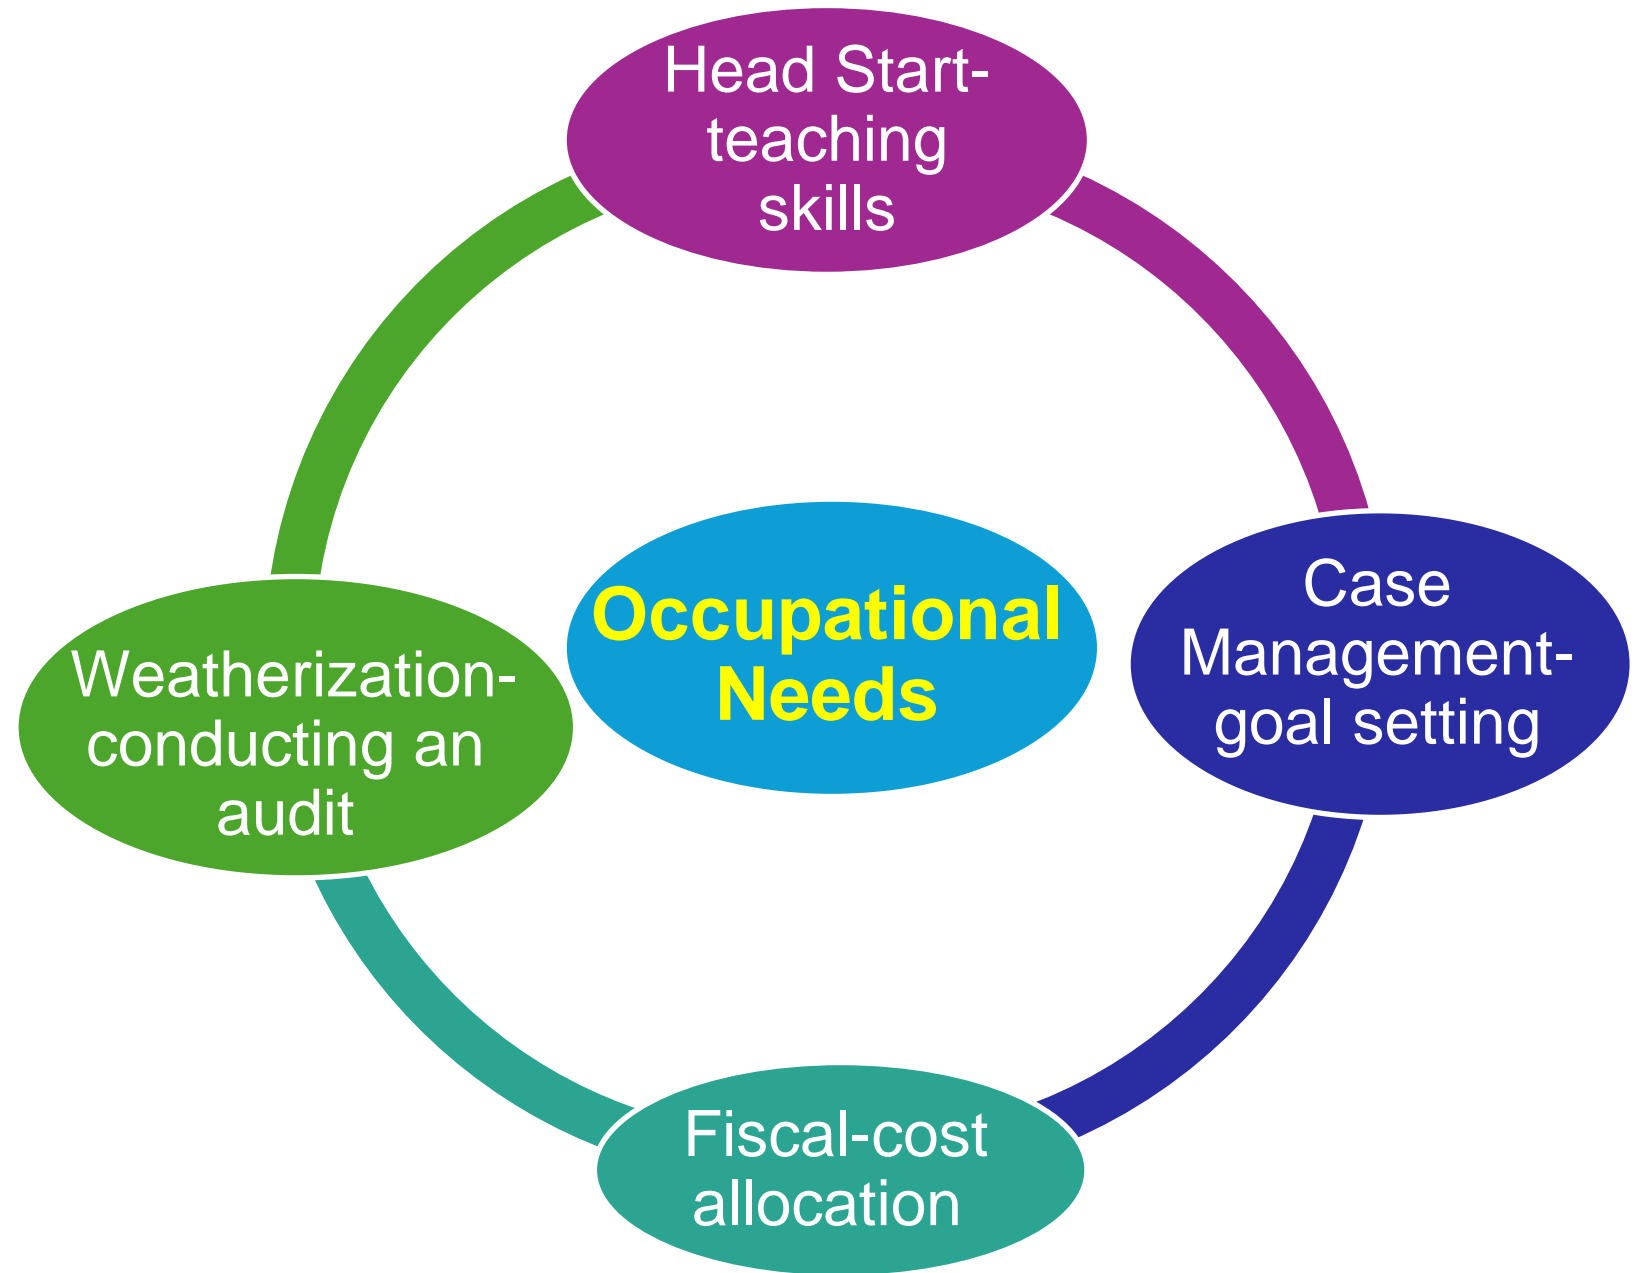 Head Start-
teaching
skills
Occupational
Needs
Case
Management-
goal setting
Weatherization-
conducting an
audit
Fiscal-cost
allocation